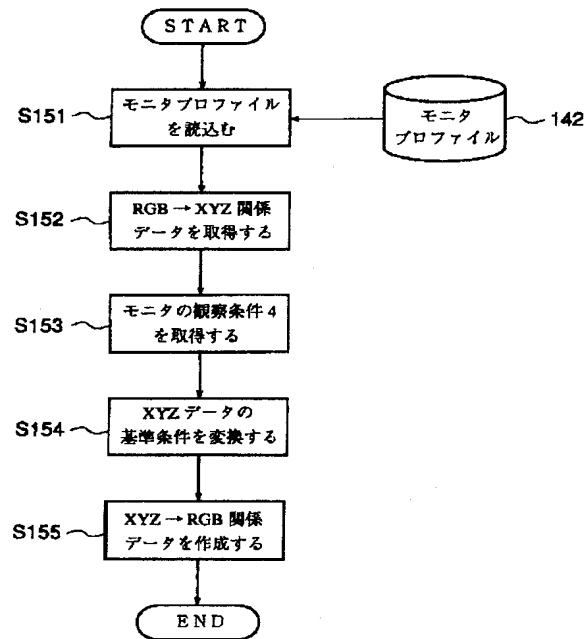 START
S151
モニタプロファイル
を読込む
モニタ
プロファイル
142
S152
RGB → XYZ 関係
データを取得する
S153
モニタの観察条件4
を取得する
S154
XYZ データの
基準条件を変換する
S155
XYZ → RGB 関係
データを作成する
END